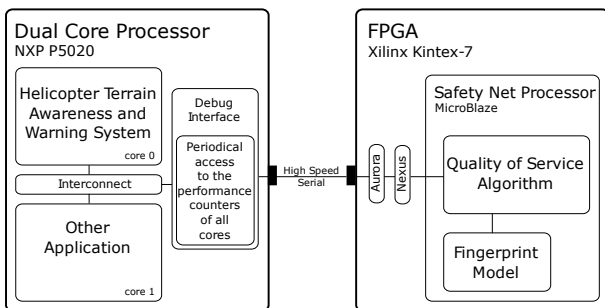 Dual Core Processor
NXP P5020
Helicopter Terrain
Awareness and
Warning System
core 0
Interconnect
Other
Application
core 1
Debug
Interface
Periodical
access
to the
performance
counters
of all
cores
High Speed
Serial
FPGA
Xilinx Kintex-7
Aurora
Nexus
Safety Net Processor
MicroBlaze
Quality of Service
Algorithm
Fingerprint
Model